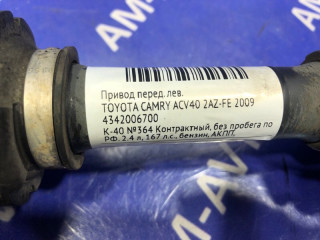 Привод перед. лев.
TOYOTA CAMRY ACV40 2AZ-FE 2009
4342006700
К-40 №364 Контрактный, без пробега по
РФ. 2.4 л, 167 л.с., бензин, АКПП.